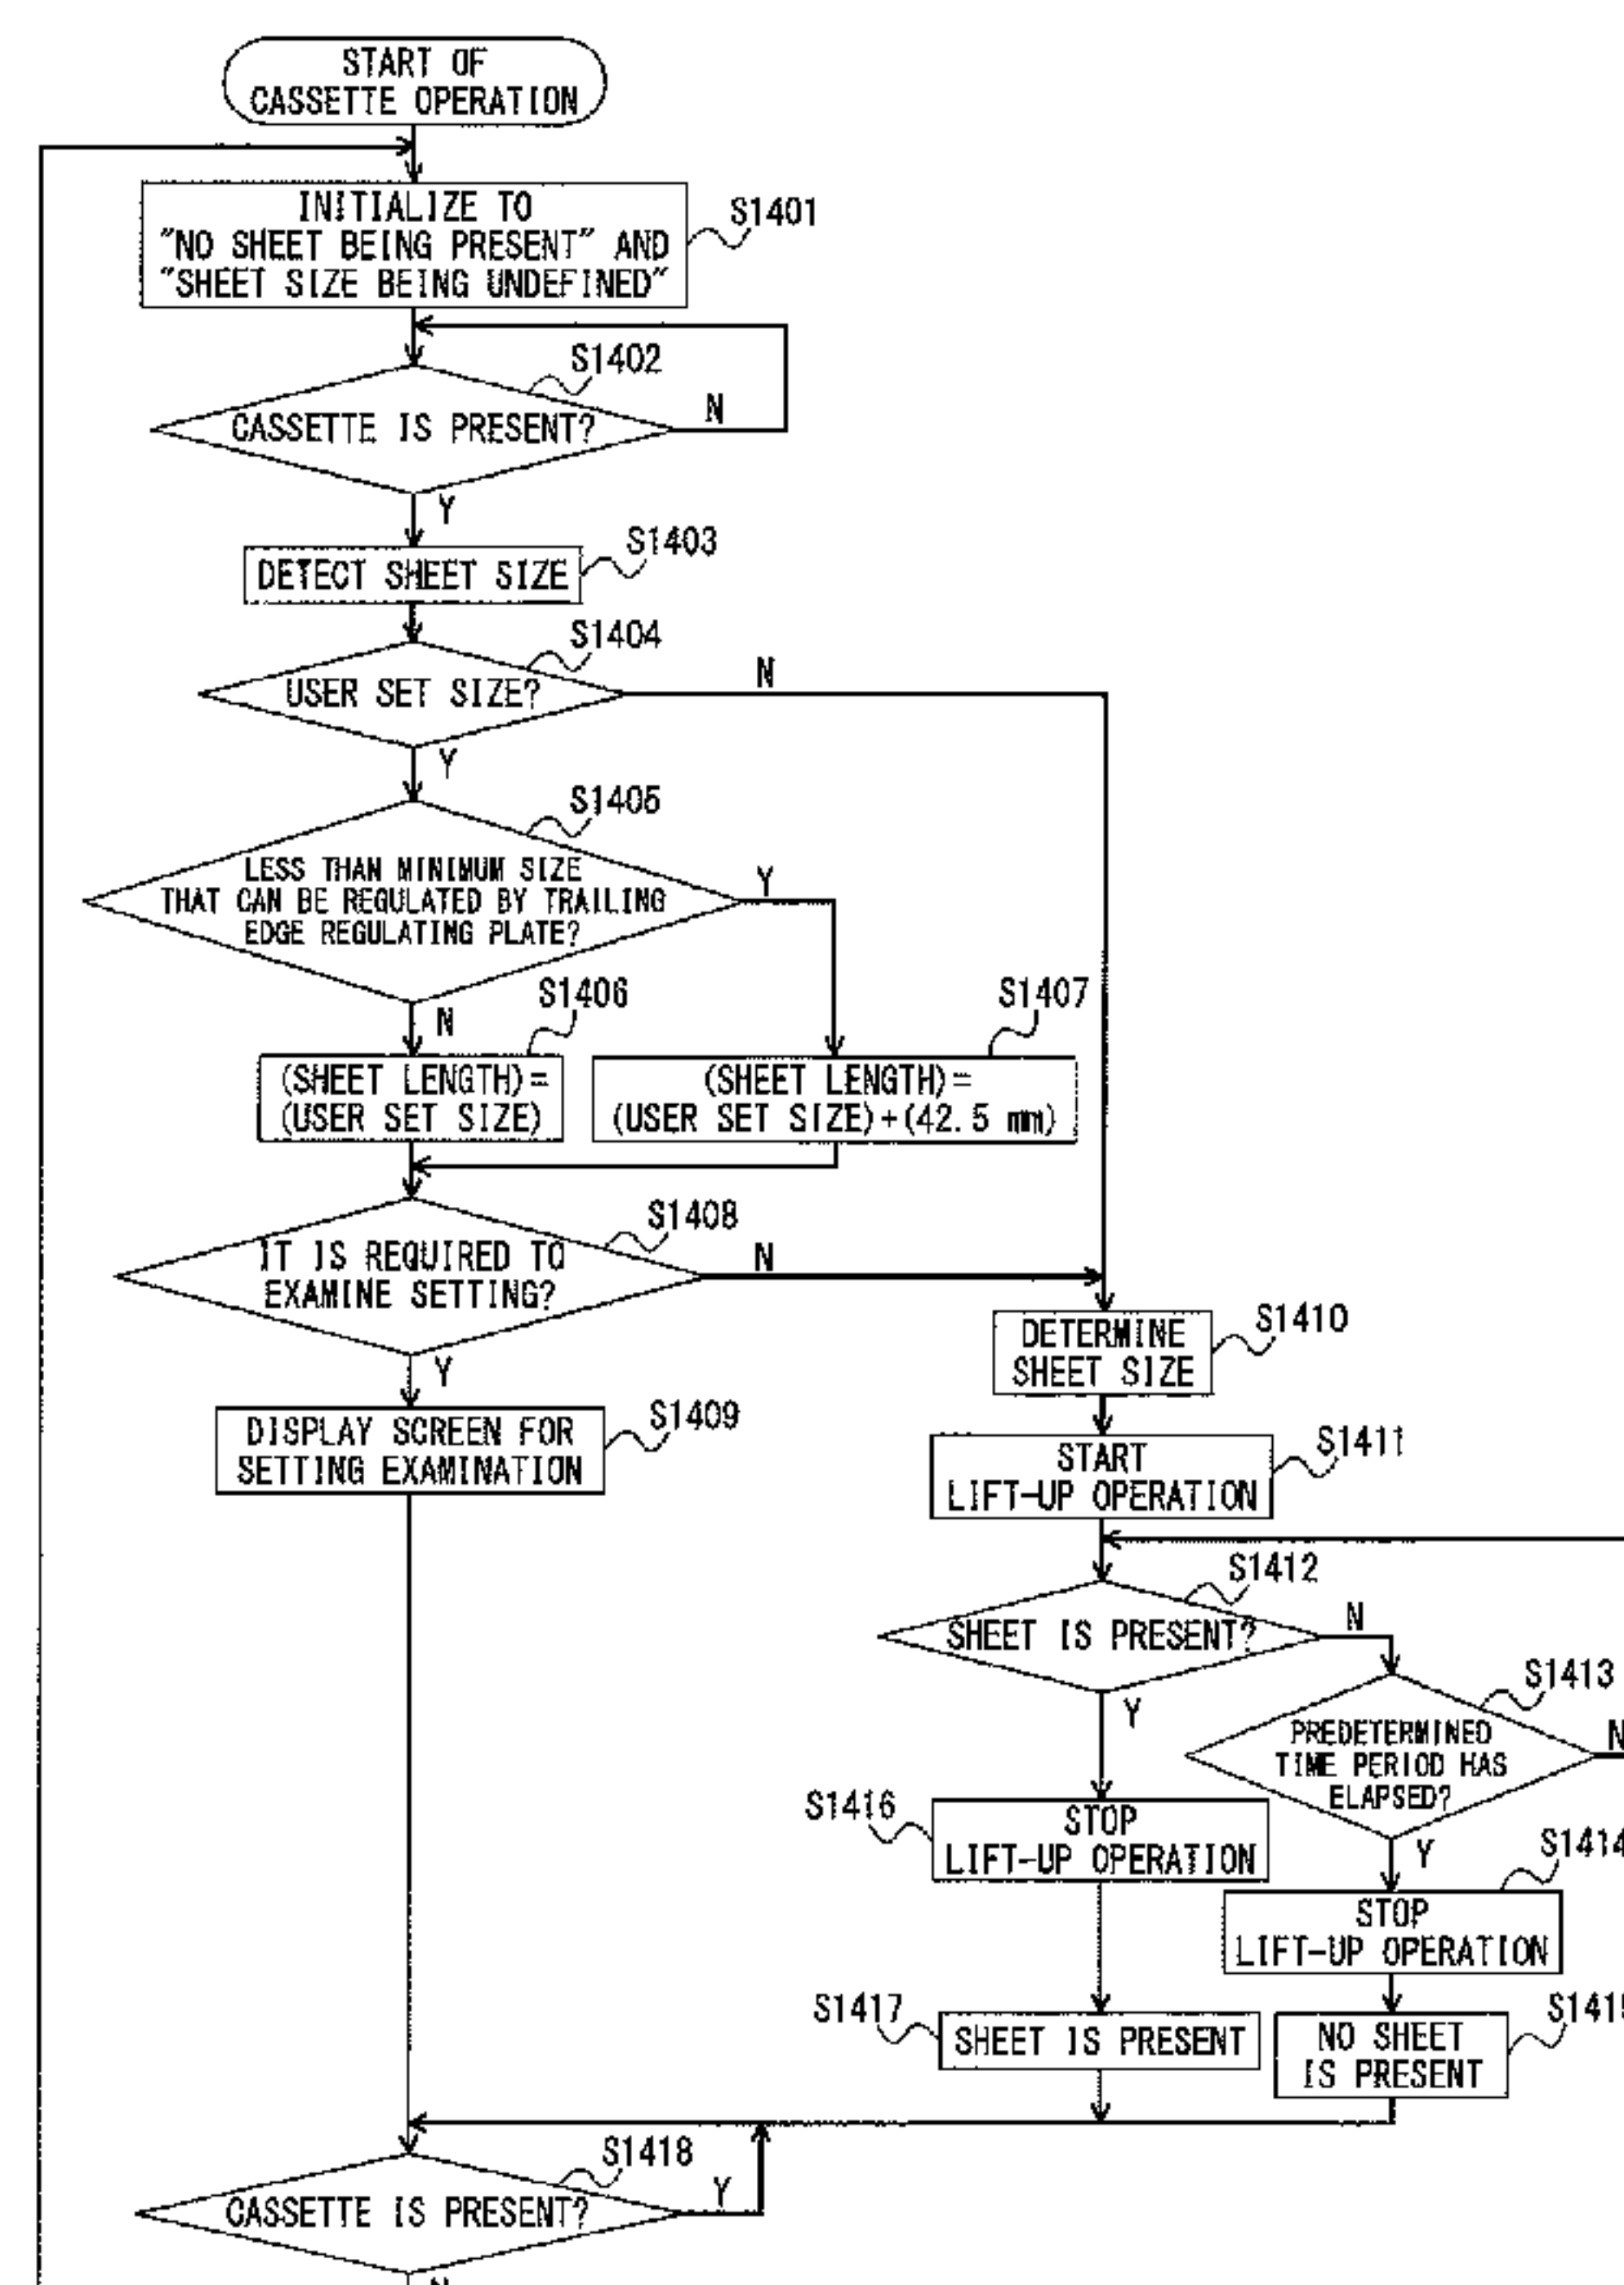 START OF
CASSETTE OPERATION
INITIALIZE TO
"NO SHEET BEING PRESENT" AND
"SHEET SIZE BEING UNDEFINED"
S1401
S1402
CASSETTE IS PRESENT?
N
Y
S1403
DETECT SHEET SIZE
S1404
USER SET SIZE?
N
Y
S1405
LESS THAN MINIMUM SIZE
THAT CAN BE REGULATED BY TRAILING
EDGE REGULATING PLATE?
Y
N
S1406
(SHEET LENGTH)=
(USER SET SIZE)
S1407
(SHEET LENGTH)=
(USER SET SIZE)+(42.5 mm)
S1408
IT IS REQUIRED TO
EXAMINE SETTING?
N
Y
S1409
DISPLAY SCREEN FOR
SETTING EXAMINATION
S1410
DETERMINE
SHEET SIZE
S1411
START
LIFT-UP OPERATION
S1412
SHEET IS PRESENT?
N
Y
S1413
PREDETERMINED
TIME PERIOD HAS
ELAPSED?
N
Y
S1416
STOP
LIFT-UP OPERATION
S1414
STOP
LIFT-UP OPERATION
S1417
SHEET IS PRESENT
S141
NO SHEET
IS PRESENT
S1418
CASSETTE IS PRESENT?
Y
N